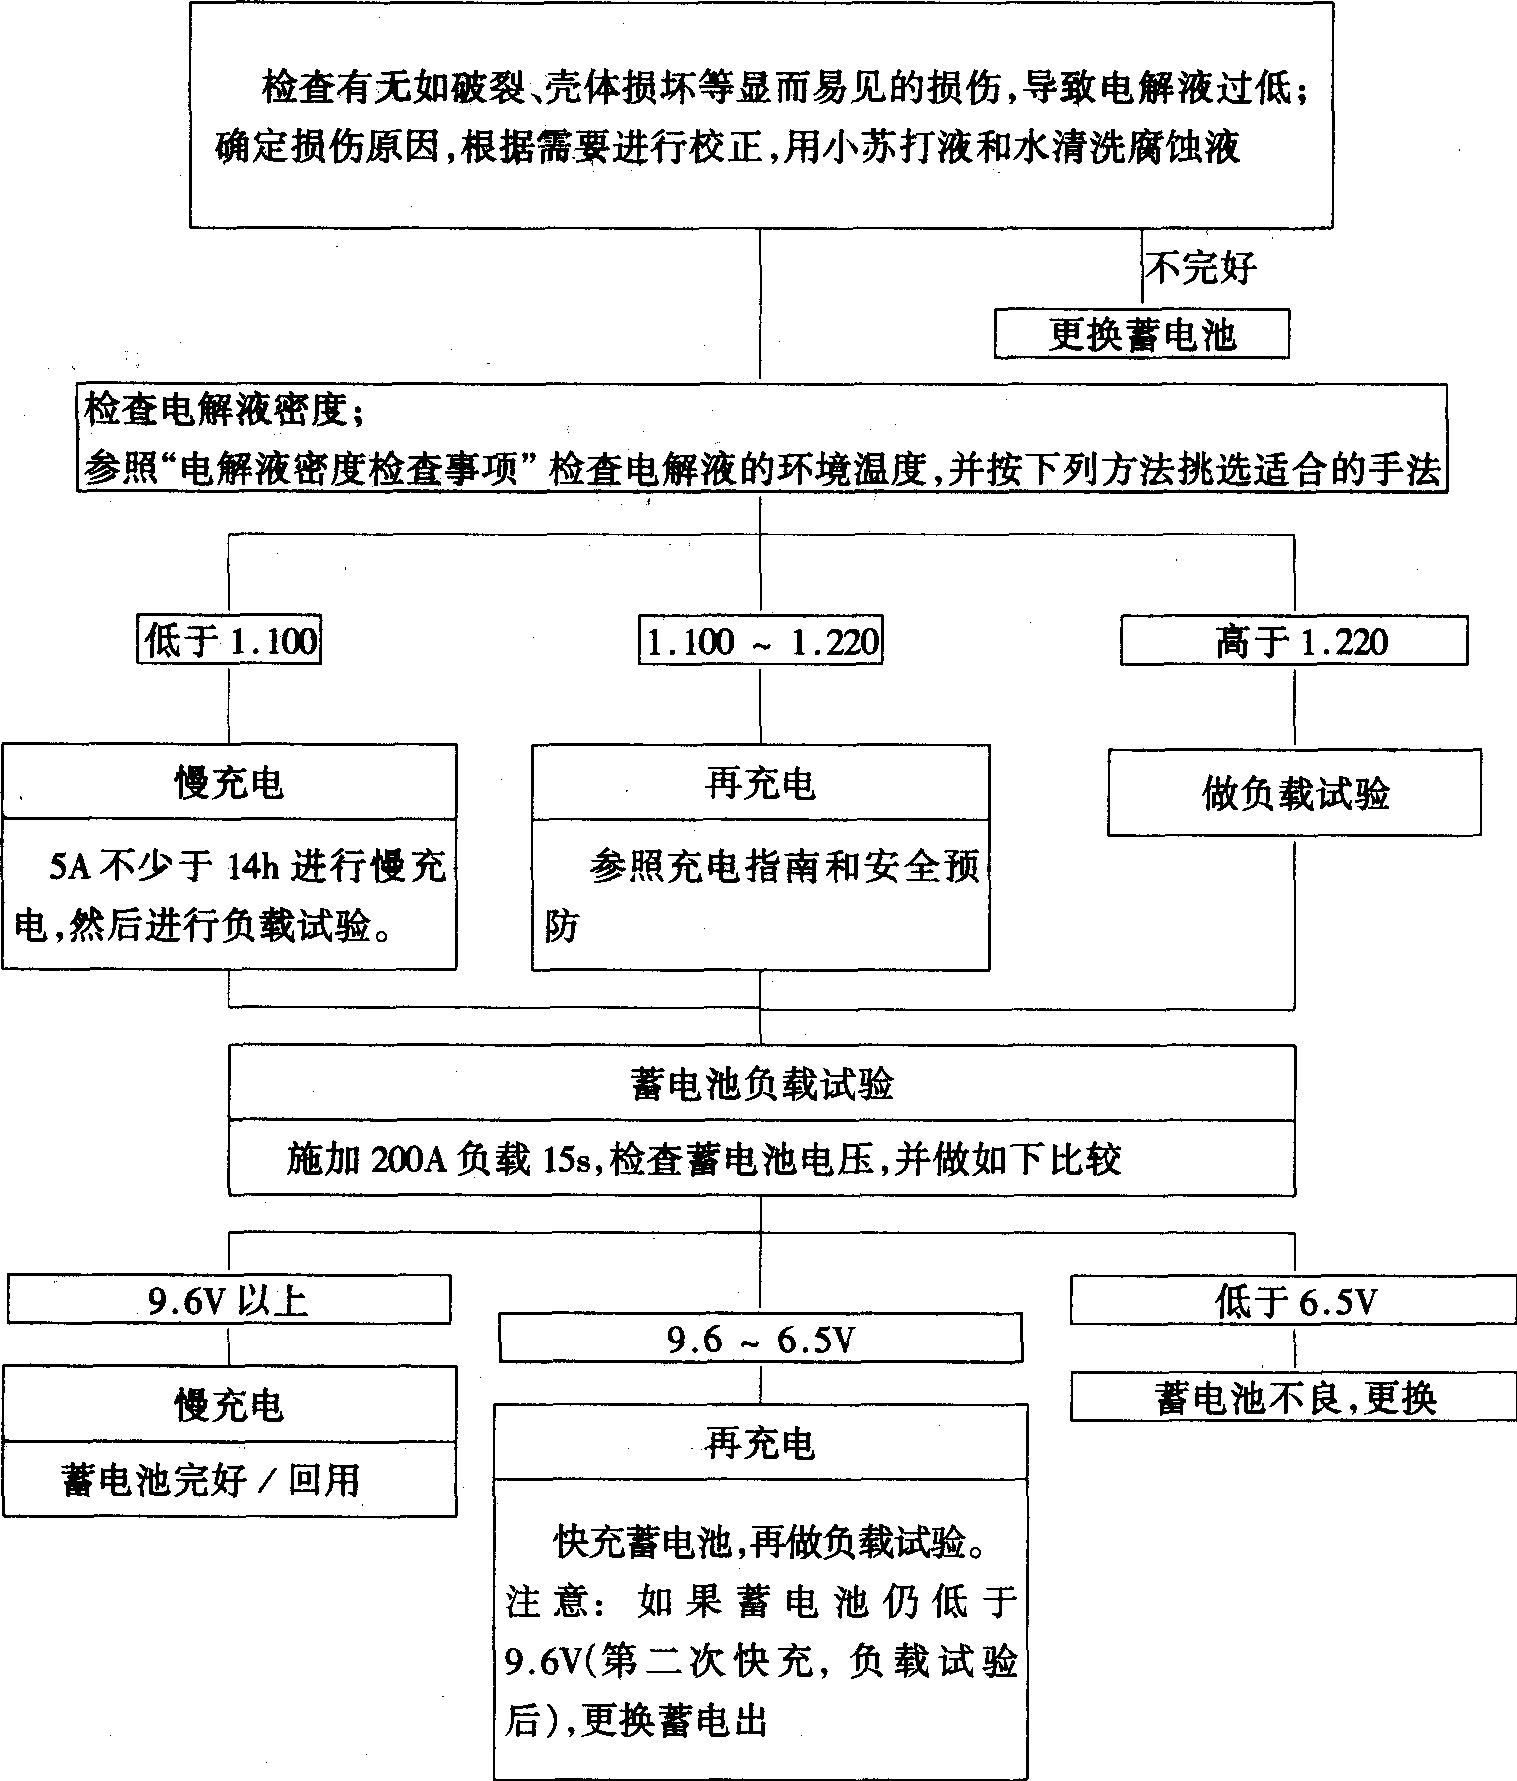 检查有无如破裂、壳体损坏等显而易见的损伤,导致电解液过低;
确定损伤原因,根据需要进行校正,用小苏打液和水清洗腐蚀液
不完好
更换蓄电池
检查电解液密度;
参照“电解液密度检查事项”检查电解液的环境温度,并按下列方法挑选适合的手法
低于1.100
1.100 ~ 1.220
高于1.220
慢充电
5A不少于14h进行慢充
电,然后进行负载试验。
再充电
参照充电指南和安全预
防
做负载试验
蓄电池负载试验
施加200A负载15s,检查蓄电池电压,并做如下比较
9.6V以上
慢充电
蓄电池完好/回用
9.6 ~ 6.5V
再充电
快充蓄电池,再做负载试验。
注意: 如果蓄电池仍低于
9.6V(第二次快充, 负载试验
后),更换蓄电出
低于6.5V
蓄电池不良,更换